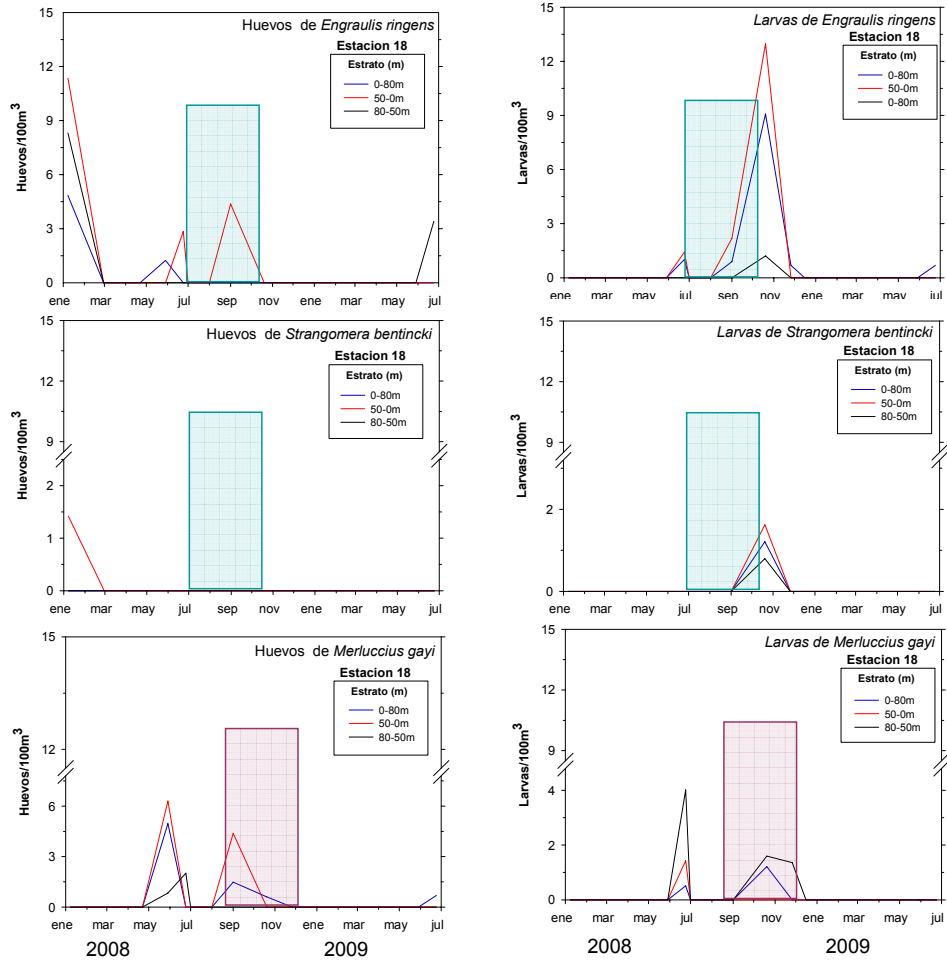 Huevos de Engraulis ringens
Estacion 18
Estrato (m)
0-80m
50-0m
80-50m
Huevos/100m³
15
12
9
6
3
0
ene mar may jul sep nov ene mar may jul
Larvas de Engraulis ringens
Estacion 18
Estrato (m)
0-80m
50-0m
0-80m
Larvas/100m³
15
12
9
6
3
0
ene mar may jul sep nov ene mar may jul
Huevos de Strangomera bentincki
Estacion 18
Estrato (m)
0-80m
50-0m
80-50m
Huevos/100m³
15
12
9
2
2
1
1
0
ene mar may jul sep nov ene mar may jul
Larvas de Strangomera bentincki
Estacion 18
Estrato (m)
0-80m
50-0m
80-50m
Larvas/100m³
15
12
9
2
0
ene mar may jul sep nov ene mar may jul
Huevos de Merluccius gayi
Estacion 18
Estrato (m)
0-80m
50-0m
80-50m
Huevos/100m³
15
12
6
3
0
ene mar may jul sep nov ene mar may jul
2008 2009
Larvas de Merluccius gayi
Estacion 18
Estrato (m)
0-80m
50-0m
80-50m
Larvas/100m³
15
12
9
4
2
0
ene mar may jul sep nov ene mar may jul
2008 2009